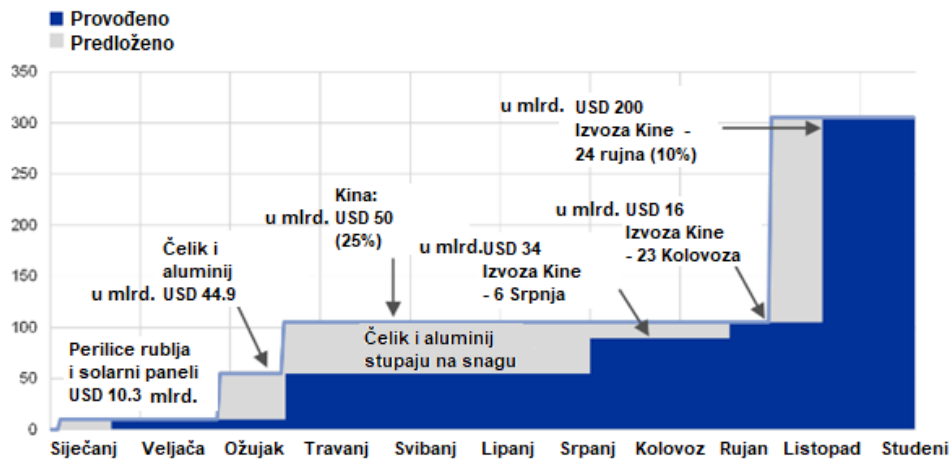 Provođeno
Predloženo
350
300
250
200
150
100
50
0
u mlrd. USD 200
Izvoza Kine -
24 rujna (10%)
Kina:
u mlrd. USD 50
(25%)
u mlrd. USD 16
Izvoza Kine
- 23 Kolovoza
Čelik i
aluminij
u mlrd. USD 44.9
u mlrd. USD 34
Izvoza Kine
- 6 Srpnja
Čelik i aluminij
stupaju na snagu
Perilice rublja
i solarni paneli
USD 10.3 mlrd.
Siječanj Veljača Ožujak Travanj Svibanj Lipanj Srpanj Kolovoz Rujan Listopad Studeni